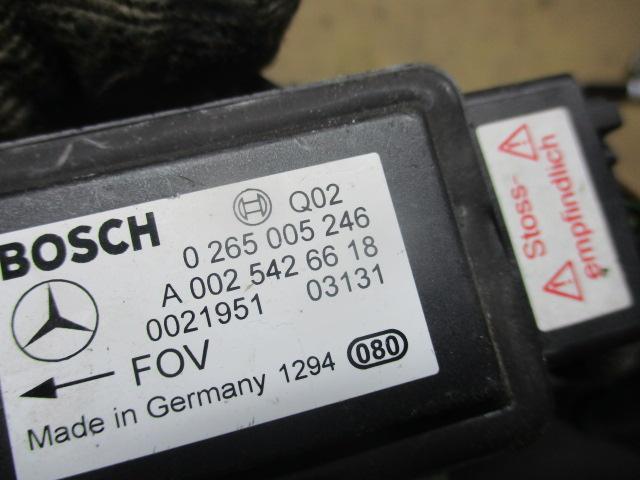 BOSCH
Q02
0 265 005 246
A 002 542 66 18
0021951 03131
FOV
Made in Germany 1294 080
Stoss-
empfindlich